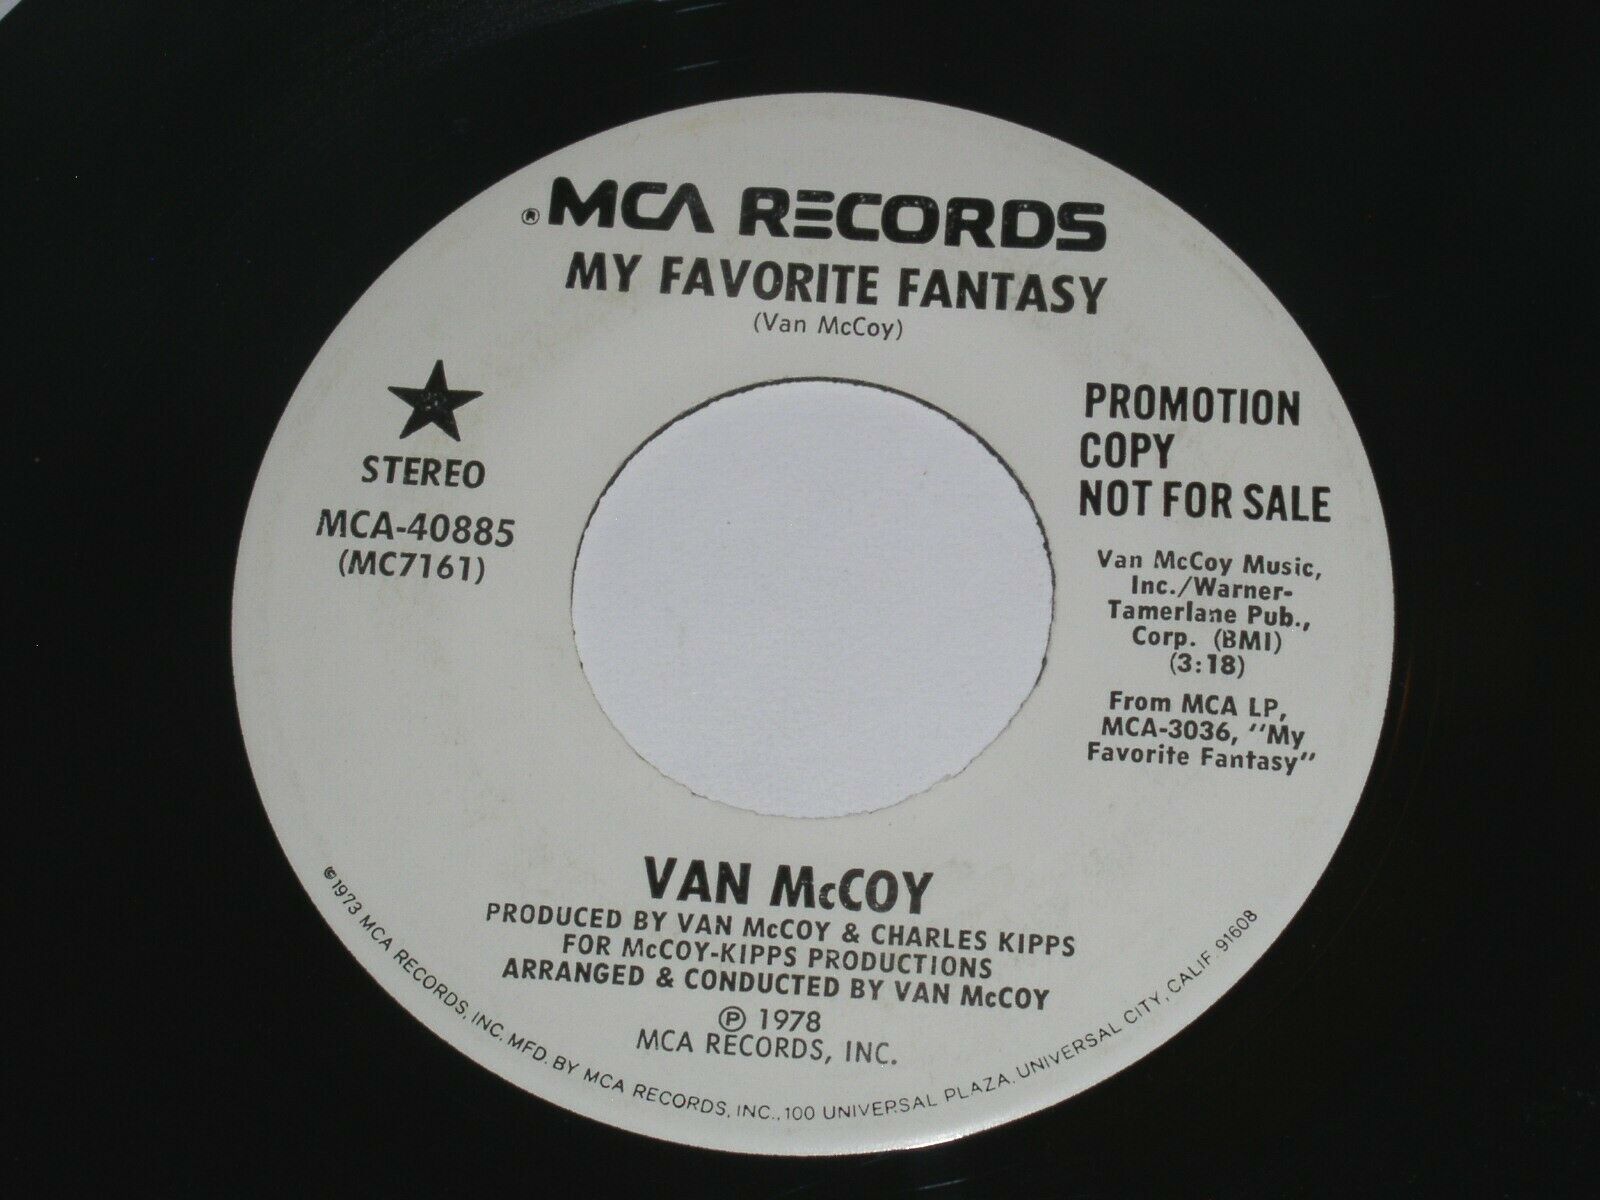 ® MCA RECORDS
MY FAVORITE FANTASY
(Van McCoy)
STEREO
MCA-40885
(MC7161)
PROMOTION
COPY
NOT FOR SALE
Van McCoy Music,
Inc./Warner-
Tamerlane Pub.,
Corp. (BMI)
(3:18)
From MCA LP,
MCA-3036, "My
Favorite Fantasy"
VAN McCOY
PRODUCED BY VAN McCOY & CHARLES KIPPS
FOR McCOY-KIPPS PRODUCTIONS
ARRANGED & CONDUCTED BY VAN McCOY
℗ 1978
MCA RECORDS, INC.
©1973 MCA RECORDS, INC. MFD. BY MCA RECORDS, INC., 100 UNIVERSAL PLAZA, UNIVERSAL CITY, CALIF. 91608